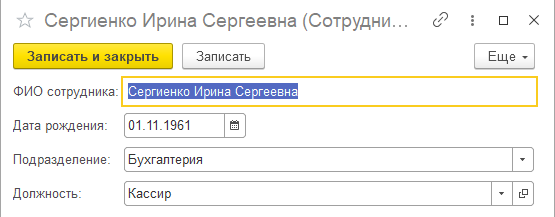 Сергиенко Ирина Сергеевна (Сотрудни...
Записать и закрыть Записать Еще
ФИО сотрудника: Сергиенко Ирина Сергеевна
Дата рождения: 01.11.1961
Подразделение: Бухгалтерия
Должность: Кассир